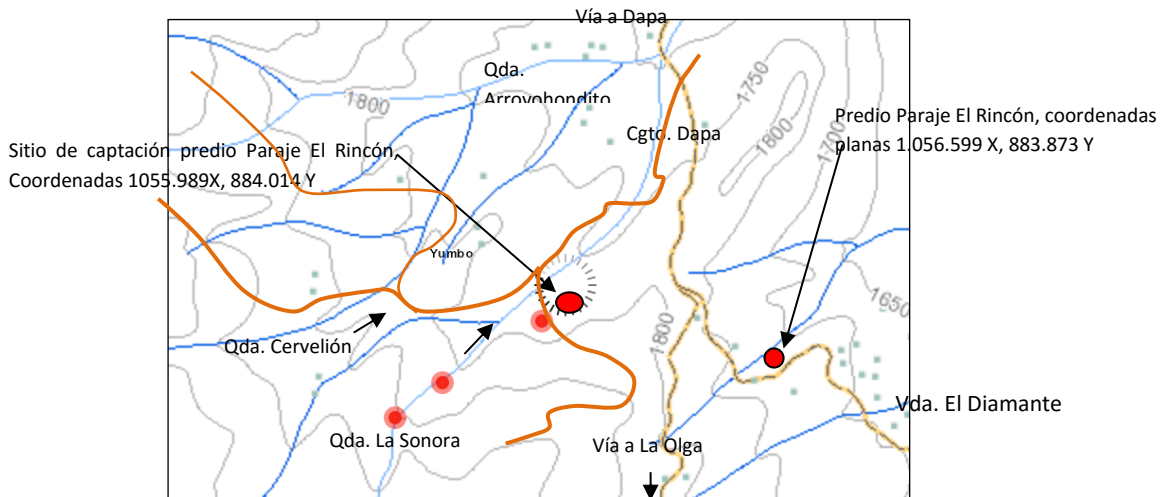 Vía a Dapa
Qda.
Arroyohondito
1800
1750
1800
1700
Cgto. Dapa
Predio Paraje El Rincón, coordenadas
planas 1.056.599 X, 883.873 Y
Sitio de captación predio Paraje El Rincón,
Coordenadas 1055.989X, 884.014 Y
Yumbo
1650
1800
Qda. Cervelión
Vda. El Diamante
Qda. La Sonora
Vía a La Olga